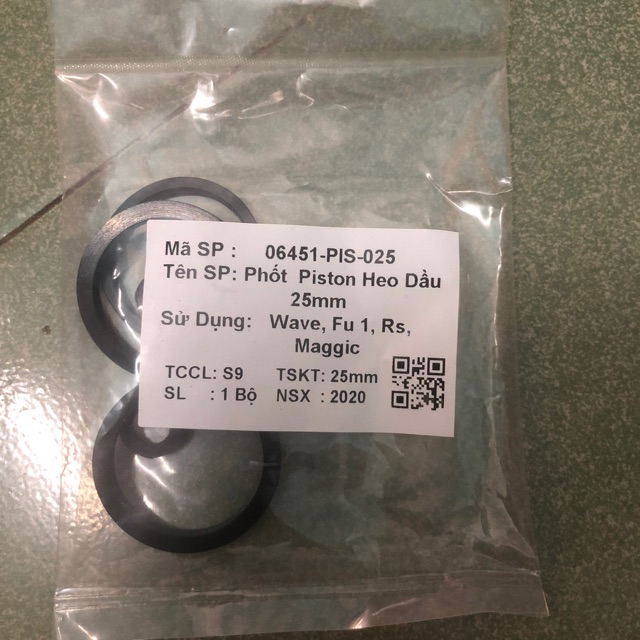 Mã SP : 06451-PIS-025
Tên SP: Phốt Piston Heo Dầu
25mm
Sử Dụng: Wave, Fu 1, Rs,
Maggic
TCCL: S9 TSKT: 25mm
SL : 1 Bộ NSX : 2020